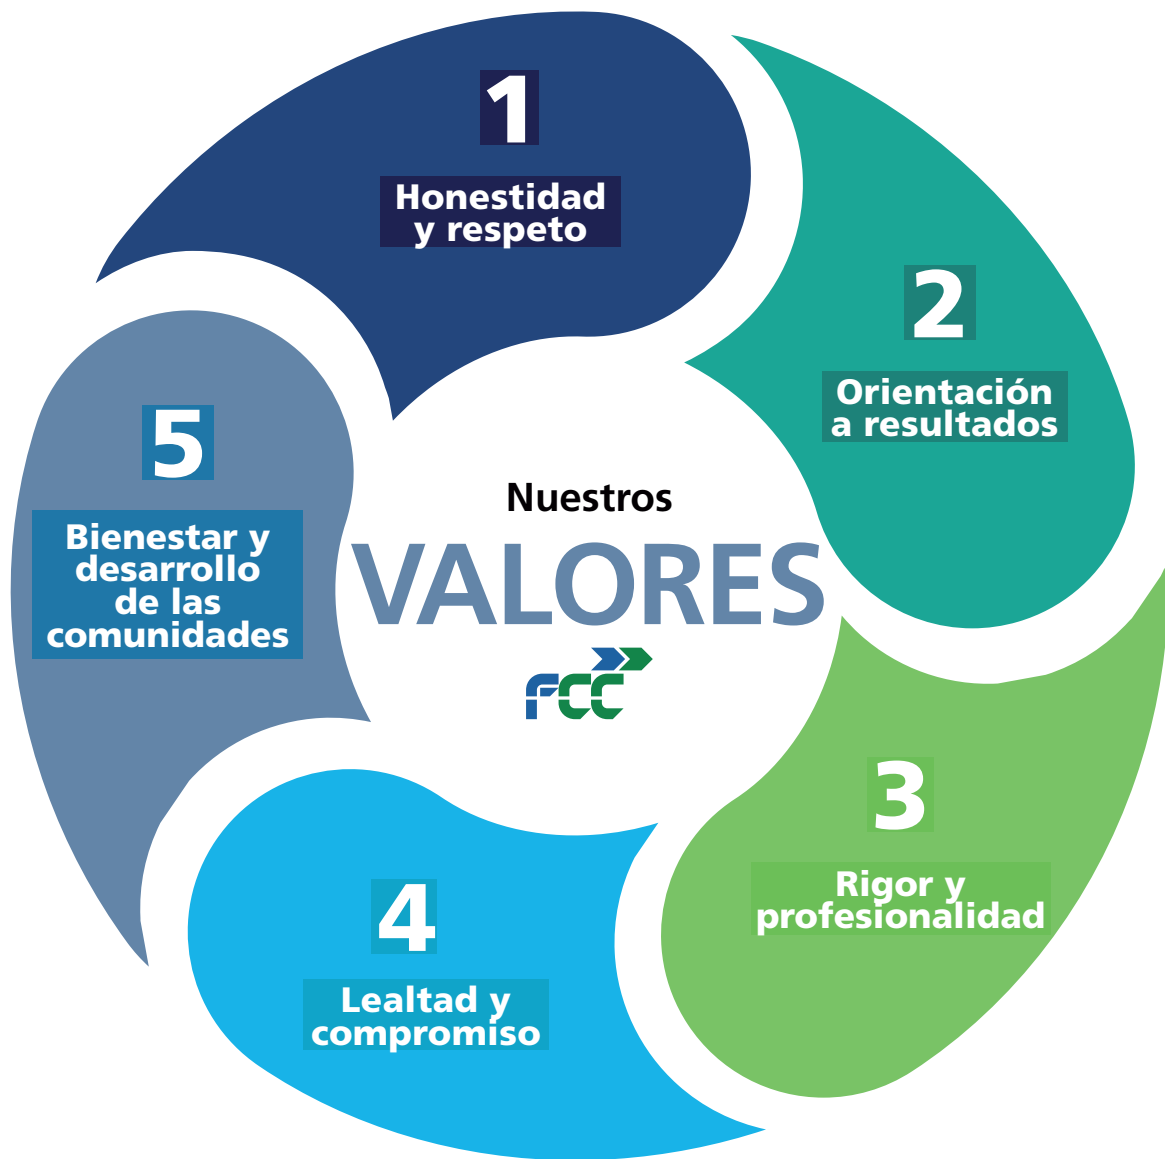 1
Honestidad
y respeto
2
Orientación
a resultados
3
Rigor y
profesionalidad
4
Lealtad y
compromiso
5
Bienestar y
desarrollo
de las
comunidades
Nuestros
VALORES
FCC